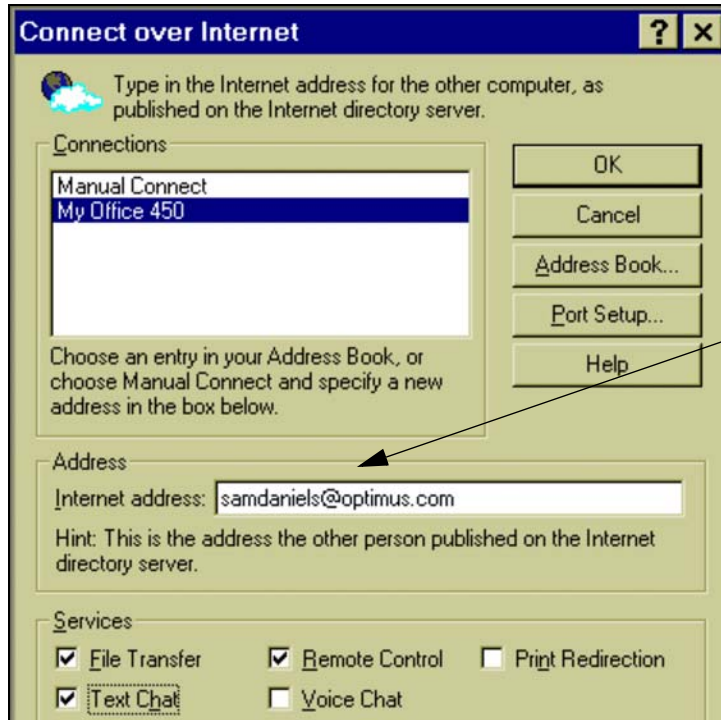 Connect over Internet
Type in the Internet address for the other computer, as
published on the Internet directory server.
Connections
Manual Connect
My Office 450
Choose an entry in your Address Book, or
choose Manual Connect and specify a new
address in the box below.
OK
Cancel
Address Book...
Port Setup...
Help
Address
Internet address: samdaniels@optimus.com
Hint: This is the address the other person published on the Internet
directory server.
Services
File Transfer
Remote Control
Print Redirection
Text Chat
Voice Chat